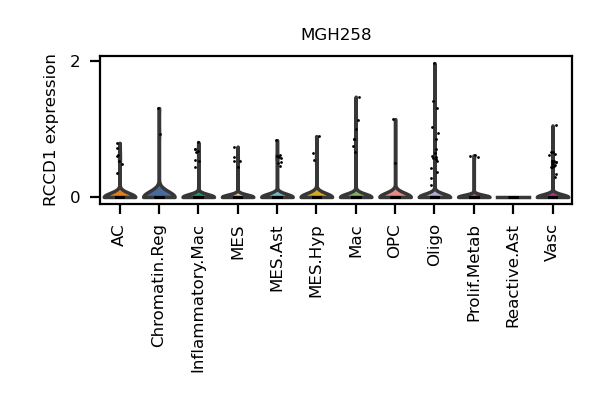 MGH258
RCCD1 expression
2
0
AC
Chromatin.Reg
Inflammatory.Mac
MES
MES.Ast
MES.Hyp
Mac
OPC
Oligo
Prolif.Metab
Reactive.Ast
Vasc